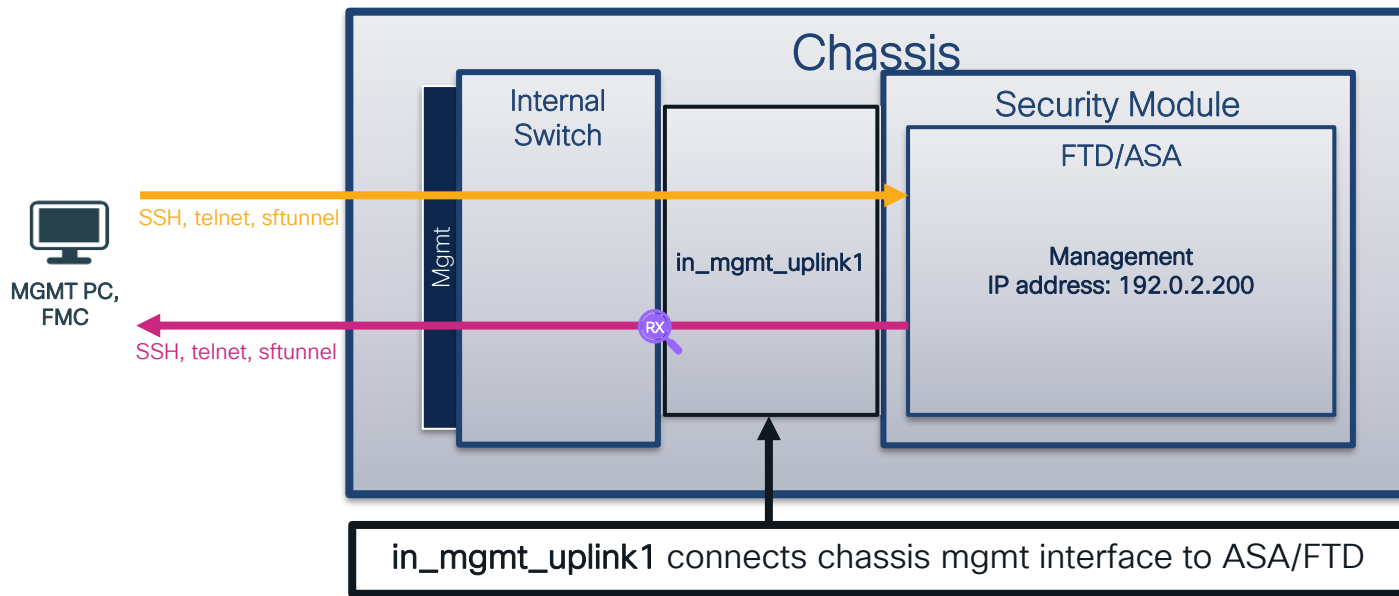 Chassis
Internal
Switch
Security Module
FTD/ASA
SSH, telnet, sftunnel
Mgmt
in_mgmt_uplink1
Management
IP address: 192.0.2.200
MGMT PC,
FMC
RX
SSH, telnet, sftunnel
in_mgmt_uplink1 connects chassis mgmt interface to ASA/FTD